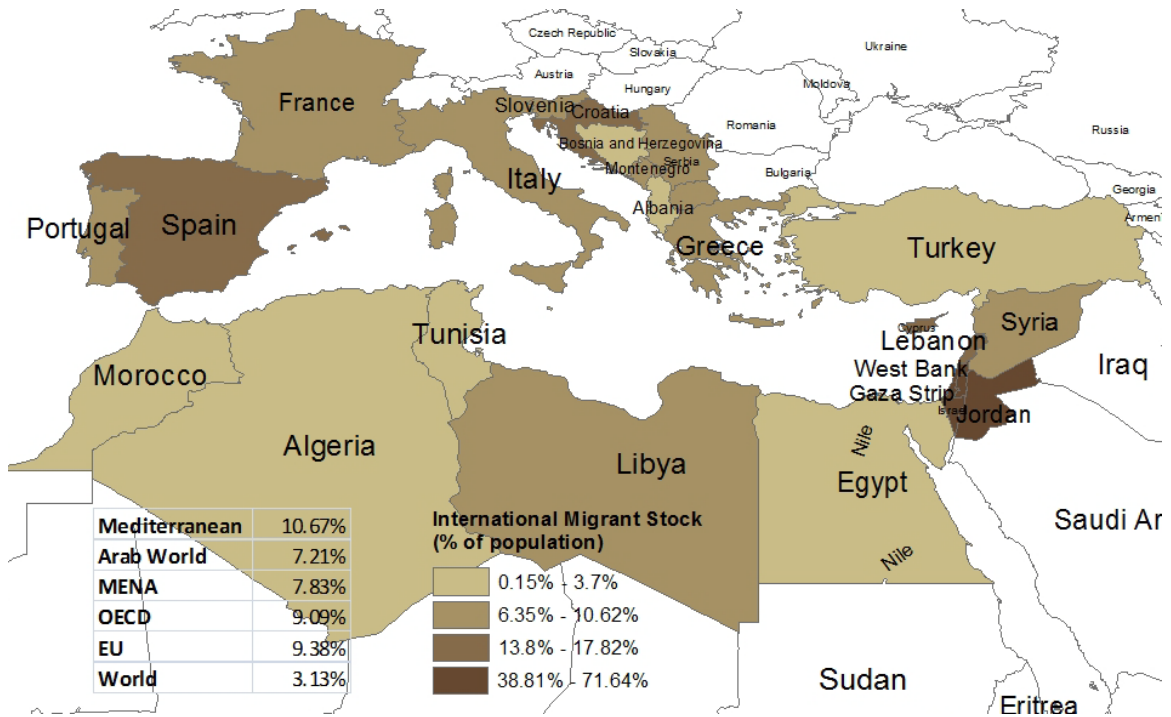 Czech Republic
Slovakia
Ukraine
Austria
Hungary
Moldova
France
Slovenia
Croatia
Romania
Russia
Bosnia and Herzegovina
Serbia
Montenegro
Bulgaria
Italy
Georgia
Albania
Armen
Portugal
Spain
Greece
Turkey
Cyprus
Syria
Tunisia
Lebanon
Iraq
Morocco
West Bank
Gaza Strip
Israel
Jordan
Algeria
Nile
Libya
Egypt
Saudi Ar
Nile
Sudan
Eritrea
Mediterranean 10.67%
Arab World 7.21%
MENA 7.83%
OECD 9.09%
EU 9.38%
World 3.13%
International Migrant Stock
(% of population)
0.15% - 3.7%
6.35% - 10.62%
13.8% - 17.82%
38.81% - 71.64%